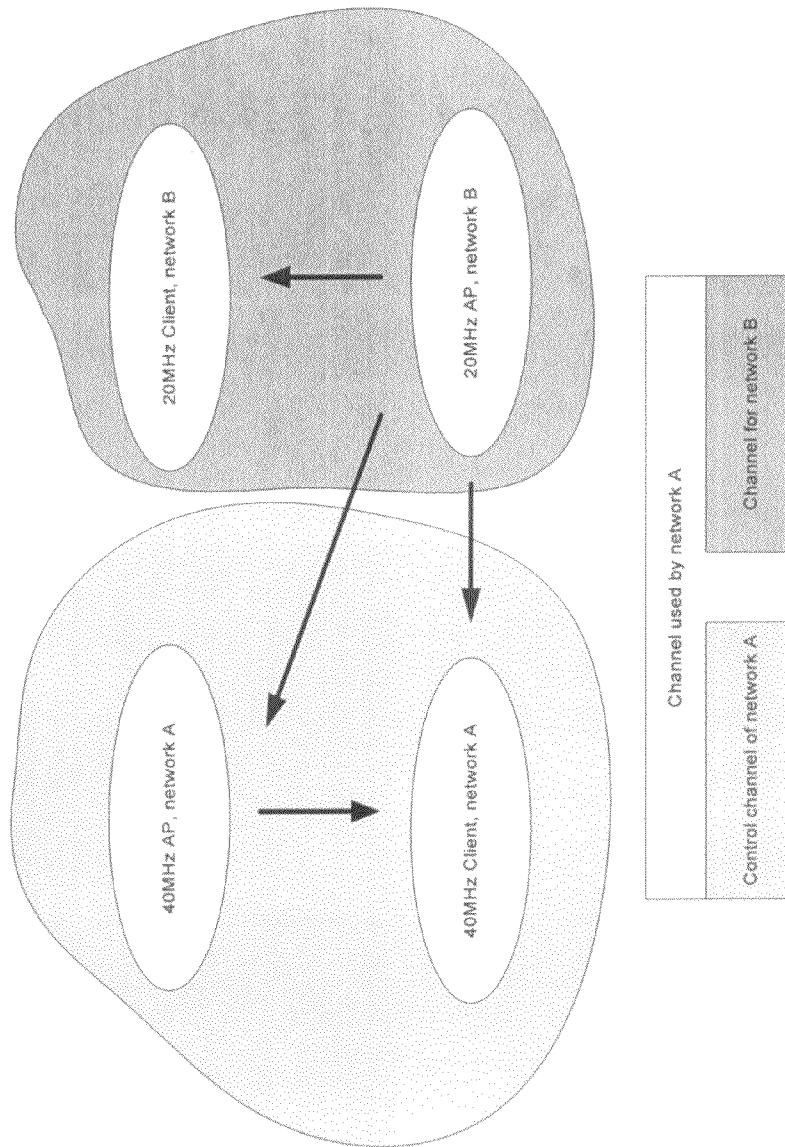 40MHz AP, network A
20MHz Client, network B
40MHz Client, network A
20MHz AP, network B
Channel used by network A
Control channel of network A
Channel for network B